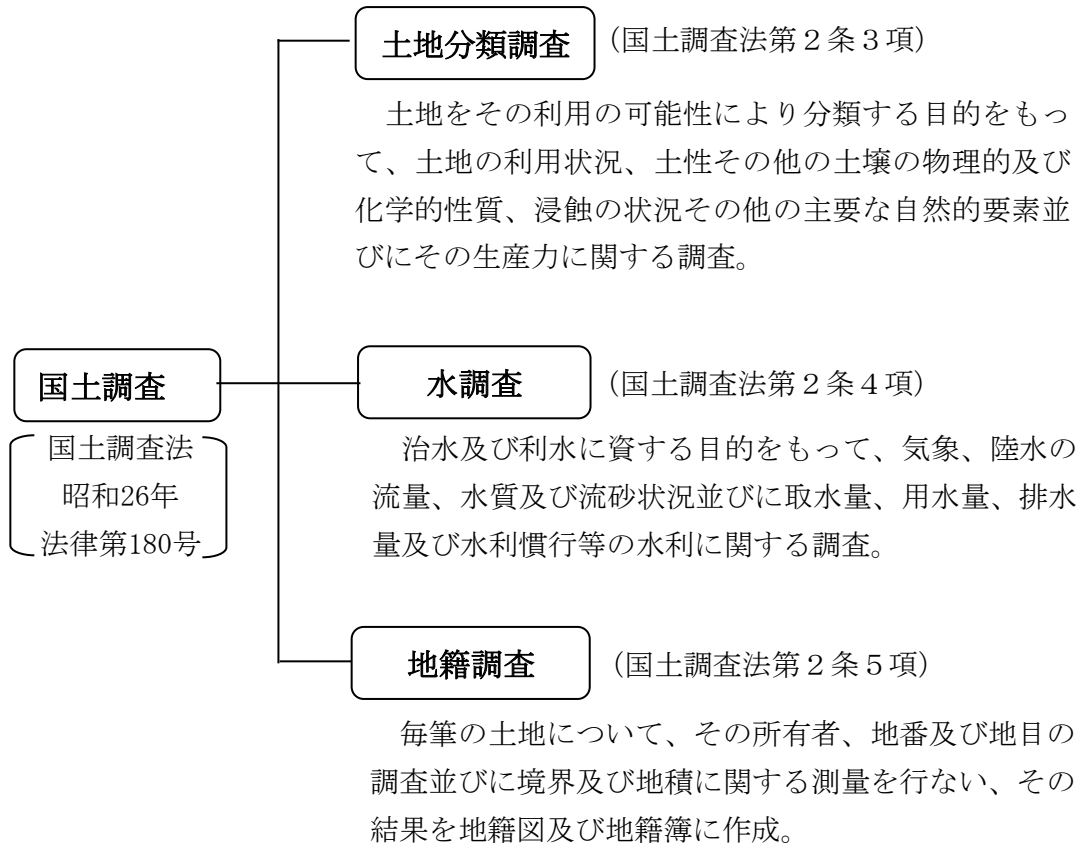 土地分類調査 (国土調査法第２条３項)
土地をその利用の可能性により分類する目的をもっ
て、土地の利用状況、土性その他の土壌の物理的及び
化学的性質、浸蝕の状況その他の主要な自然的要素並
びにその生産力に関する調査。
国土調査
国土調査法
昭和26年
法律第180号
水調査 (国土調査法第２条４項)
治水及び利水に資する目的をもって、気象、陸水の
流量、水質及び流砂状況並びに取水量、用水量、排水
量及び水利慣行等の水利に関する調査。
地籍調査 (国土調査法第２条５項)
毎筆の土地について、その所有者、地番及び地目の
調査並びに境界及び地積に関する測量を行ない、その
結果を地籍図及び地籍簿に作成。